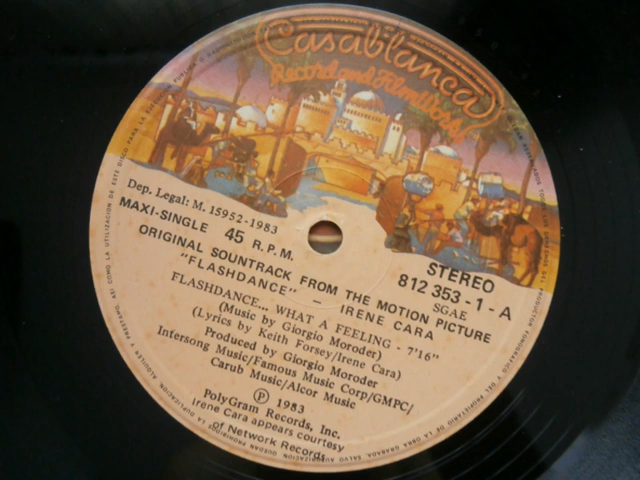 Casablanca
Record and FilmWorks
Dep. Legal: M. 15952-1983
MAXI-SINGLE 45 R.P.M.
STEREO
812 353 - 1 - A
SGAE
ORIGINAL SOUNTRACK FROM THE MOTION PICTURE
"FLASHDANCE" - IRENE CARA
FLASHDANCE... WHAT A FEELING - 7'16"
(Music by Giorgio Moroder)
(Lyrics by Keith Forsey/Irene Cara)
Produced by Giorgio Moroder
Intersong Music/Famous Music Corp/GMPC/
Carub Music/Alcor Music
Ⓟ 1983
PolyGram Records, Inc.
Irene Cara appears courtesy
of Network Records